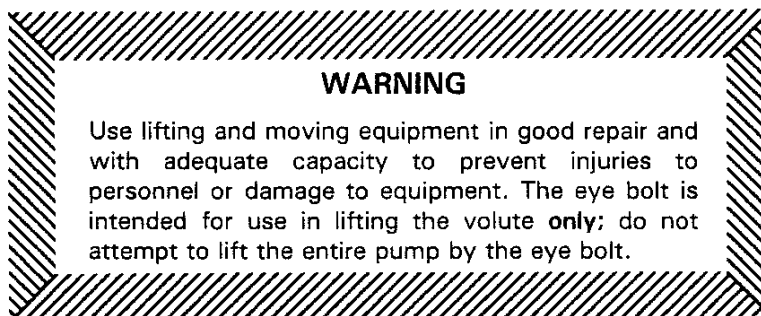 WARNING
Use lifting and moving equipment in good repair and
with adequate capacity to prevent injuries to
personnel or damage to equipment. The eye bolt is
intended for use in lifting the volute only; do not
attempt to lift the entire pump by the eye bolt.